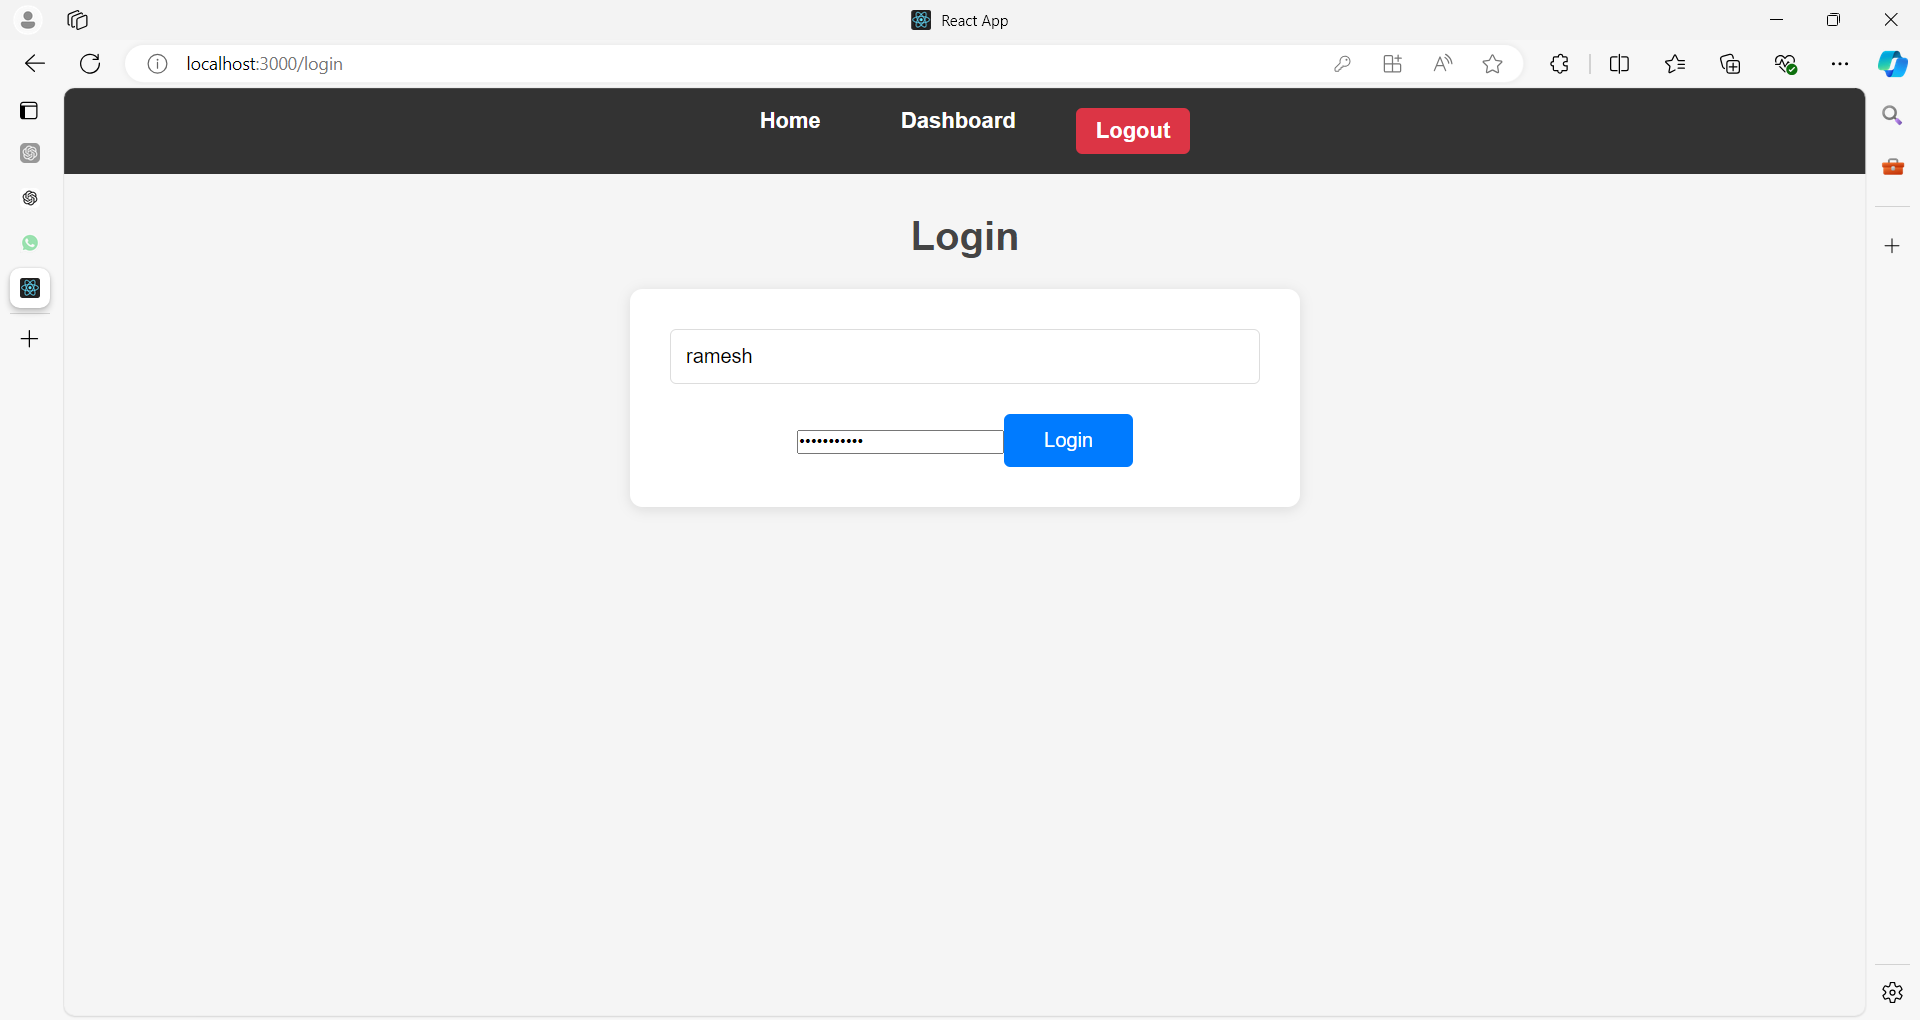 React App
localhost:3000/login
Home Dashboard Logout
Login
ramesh
••••••••••• Login